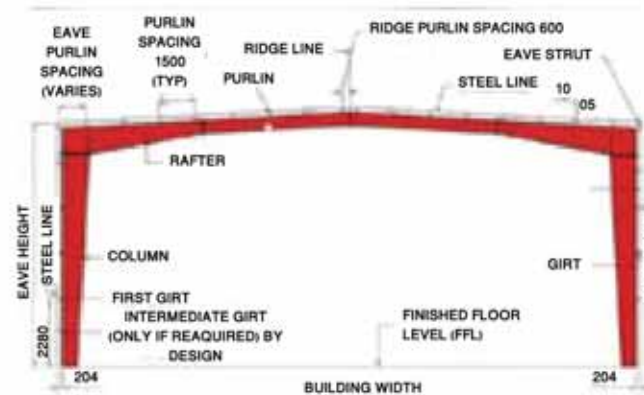 EAVE
PURLIN
SPACING
(VARIES)
PURLIN
SPACING
1500
(TYP)
RIDGE LINE
PURLIN
RIDGE PURLIN SPACING 600
EAVE STRUT
STEEL LINE
10
05
RAFTER
EAVE HEIGHT
STEEL LINE
2280
COLUMN
GIRT
FIRST GIRT
INTERMEDIATE GIRT
(ONLY IF REAQUIRED) BY
DESIGN
FINISHED FLOOR
LEVEL (FFL)
204
BUILDING WIDTH
204